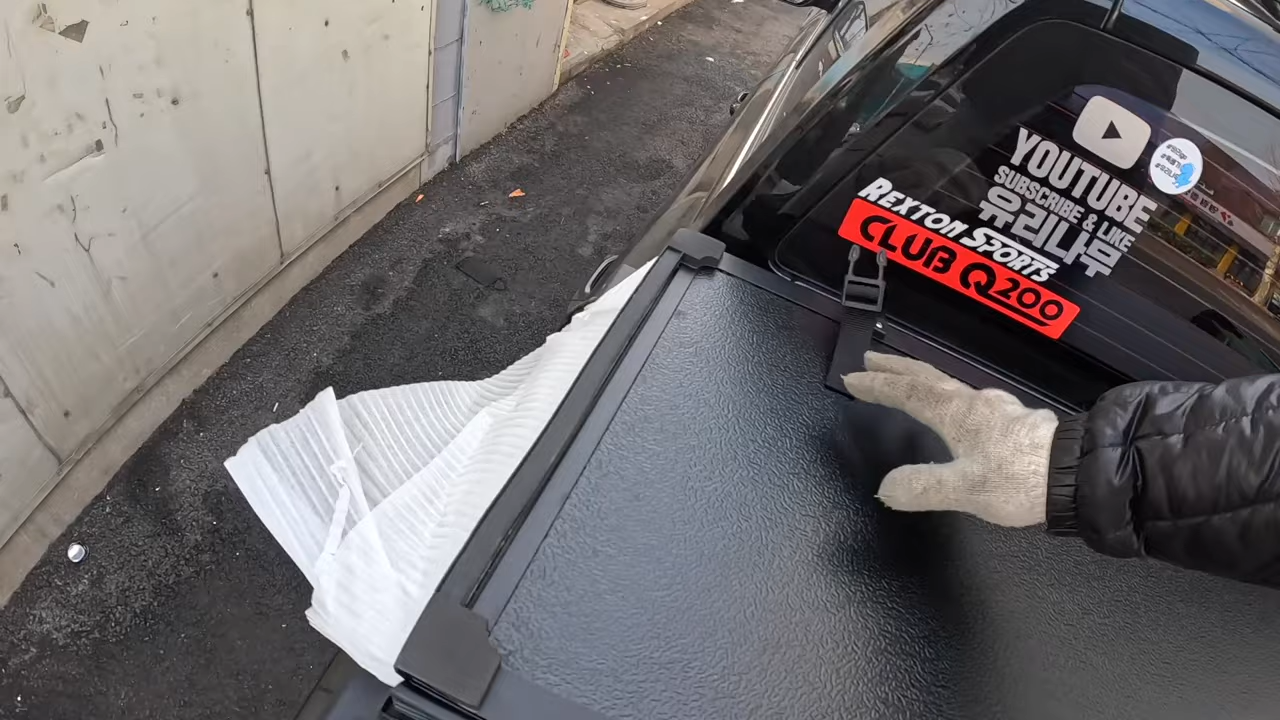 YOUTUBE
SUBSCRIBE & LIKE
유리나무
REXTON SPORTS
CLUB Q200